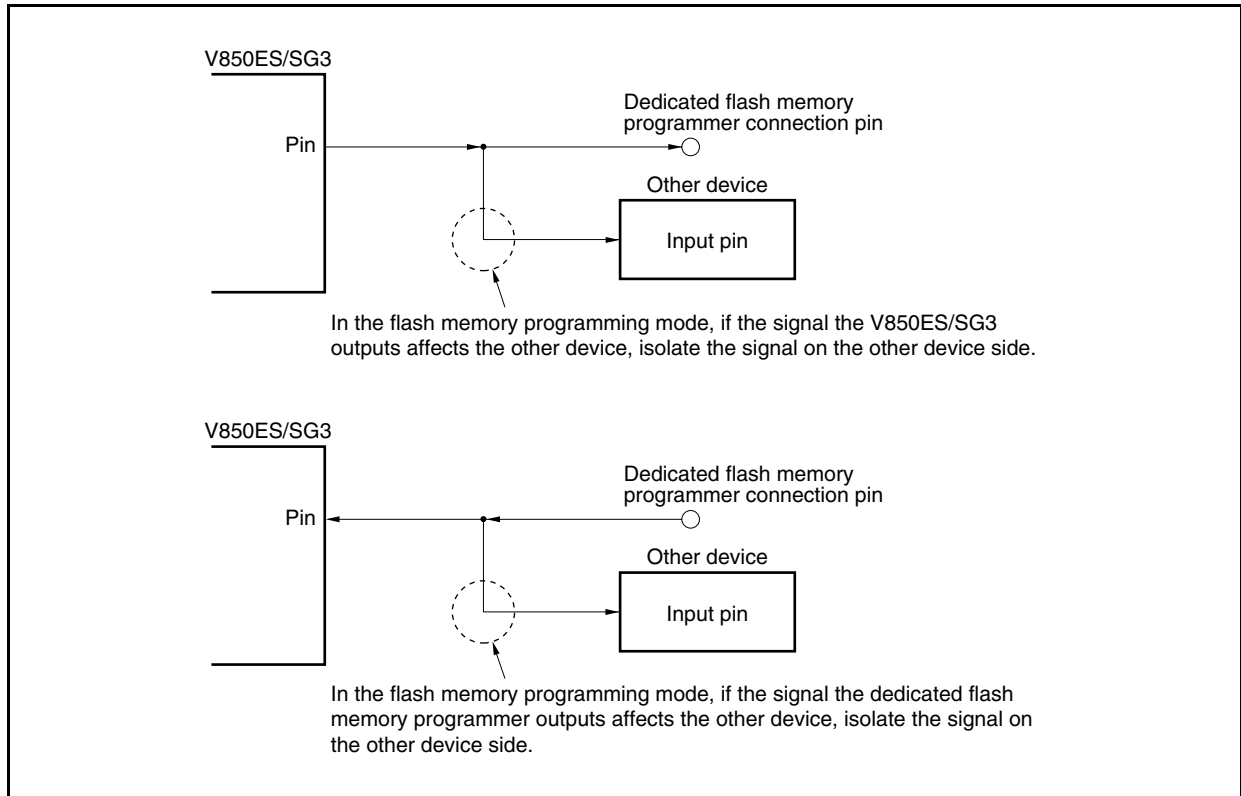 V850ES/SG3
Dedicated flash memory
programmer connection pin
Pin
Other device
Input pin
In the flash memory programming mode, if the signal the V850ES/SG3
outputs affects the other device, isolate the signal on the other device side.
V850ES/SG3
Dedicated flash memory
programmer connection pin
Pin
Other device
Input pin
In the flash memory programming mode, if the signal the dedicated flash
memory programmer outputs affects the other device, isolate the signal on
the other device side.